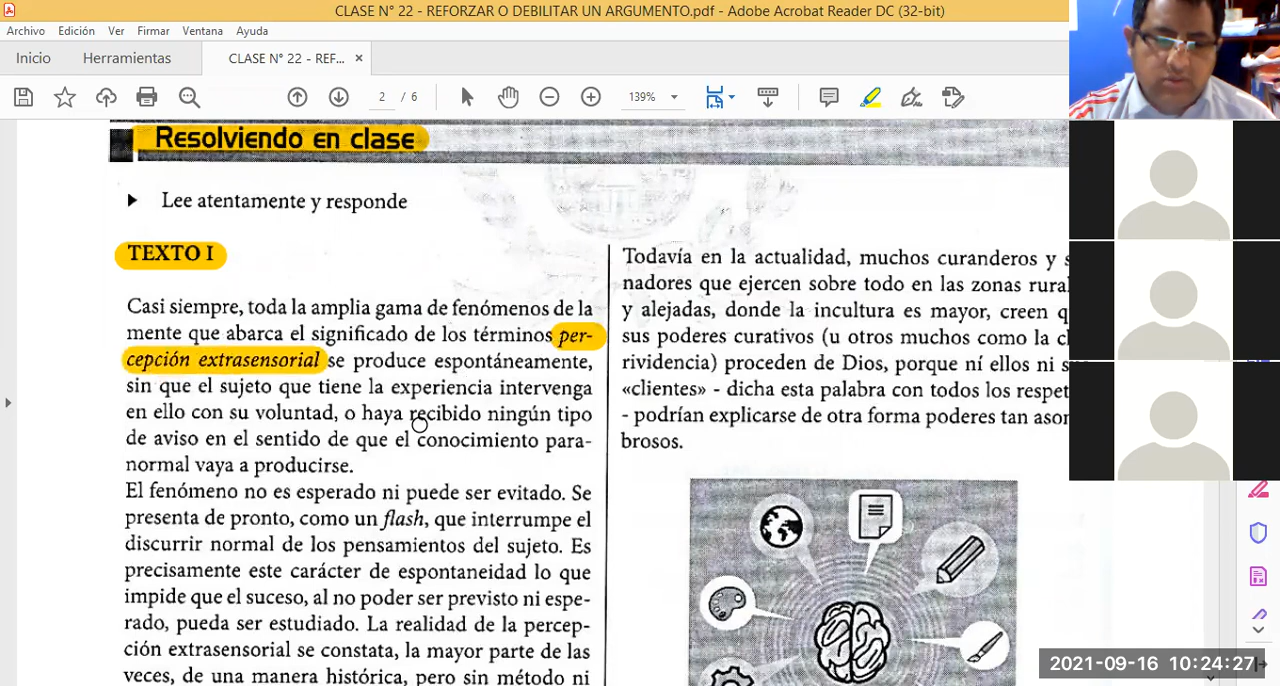 CLASE N° 22 - REFORZAR O DEBILITAR UN ARGUMENTO.pdf - Adobe Acrobat Reader DC (32-bit)
Archivo Edición Ver Firmar Ventana Ayuda
Inicio Herramientas CLASE N° 22 - REF... ×
2 / 6 139%
Resolviendo en clase
Lee atentamente y responde
TEXTO I
Casi siempre, toda la amplia gama de fenómenos de la
mente que abarca el significado de los términos per-
cepción extrasensorial se produce espontáneamente,
sin que el sujeto que tiene la experiencia intervenga
en ello con su voluntad, o haya recibido ningún tipo
de aviso en el sentido de que el conocimiento para-
normal vaya a producirse.
El fenómeno no es esperado ni puede ser evitado. Se
presenta de pronto, como un flash, que interrumpe el
discurrir normal de los pensamientos del sujeto. Es
precisamente este carácter de espontaneidad lo que
impide que el suceso, al no poder ser previsto ni espe-
rado, pueda ser estudiado. La realidad de la percep-
ción extrasensorial se constata, la mayor parte de las
veces, de una manera histórica, pero sin método ni
Todavía en la actualidad, muchos curanderos y
nadores que ejercen sobre todo en las zonas
y alejadas, donde la incultura es mayor, creen
sus poderes curativos (u otros muchos como la
rividencia) proceden de Dios, porque ní ellos ni
«clientes» - dicha esta palabra con todos los
- podrían explicarse de otra forma poderes tan
brosos.
2021-09-16 10:24:27